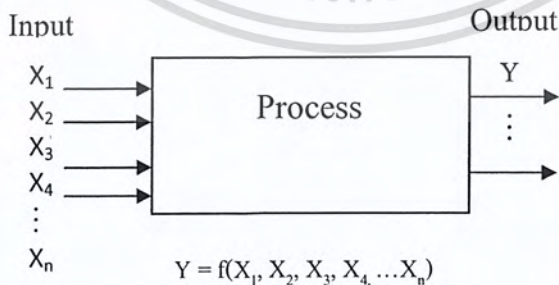 Input
Output
X₁
X₂
X₃
X₄
⋮
Xₙ
Process
Y
⋮
Y = f(X₁, X₂, X₃, X₄, …Xₙ)